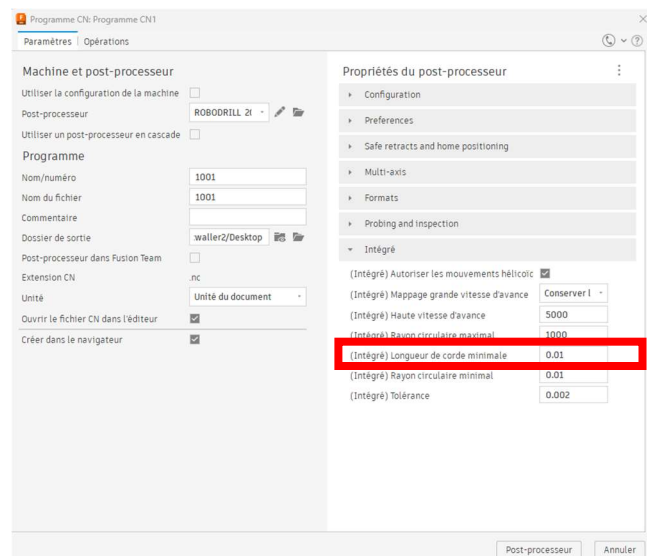 Programme CN: Programme CN1
Paramètres Opérations
Machine et post-processeur
Utiliser la configuration de la machine
Post-processeur ROBODRILL 2(
Utiliser un post-processeur en cascade
Programme
Nom/numéro 1001
Nom du fichier 1001
Commentaire
Dossier de sortie :waller2/Desktop
Post-processeur dans Fusion Team
Extension CN .nc
Unité Unité du document
Ouvrir le fichier CN dans l'éditeur
Créer dans le navigateur
Propriétés du post-processeur
Configuration
Preferences
Safe retracts and home positioning
Multi-axis
Formats
Probing and inspection
Intégré
(Intégré) Autoriser les mouvements hélicoïc
(Intégré) Mappage grande vitesse d'avance Conserver l
(Intégré) Haute vitesse d'avance 5000
(Intégré) Rayon circulaire maximal 1000
(Intégré) Longueur de corde minimale 0.01
(Intégré) Rayon circulaire minimal 0.01
(Intégré) Tolérance 0.002
Post-processeur Annuler